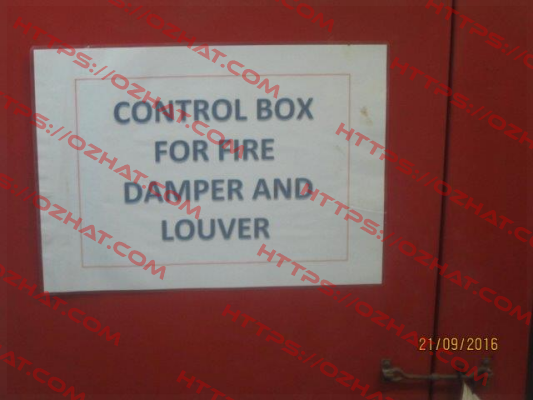 CONTROL BOX
FOR FIRE
DAMPER AND
LOUVER
21/09/2016
HTTPS://OZHAT.COM